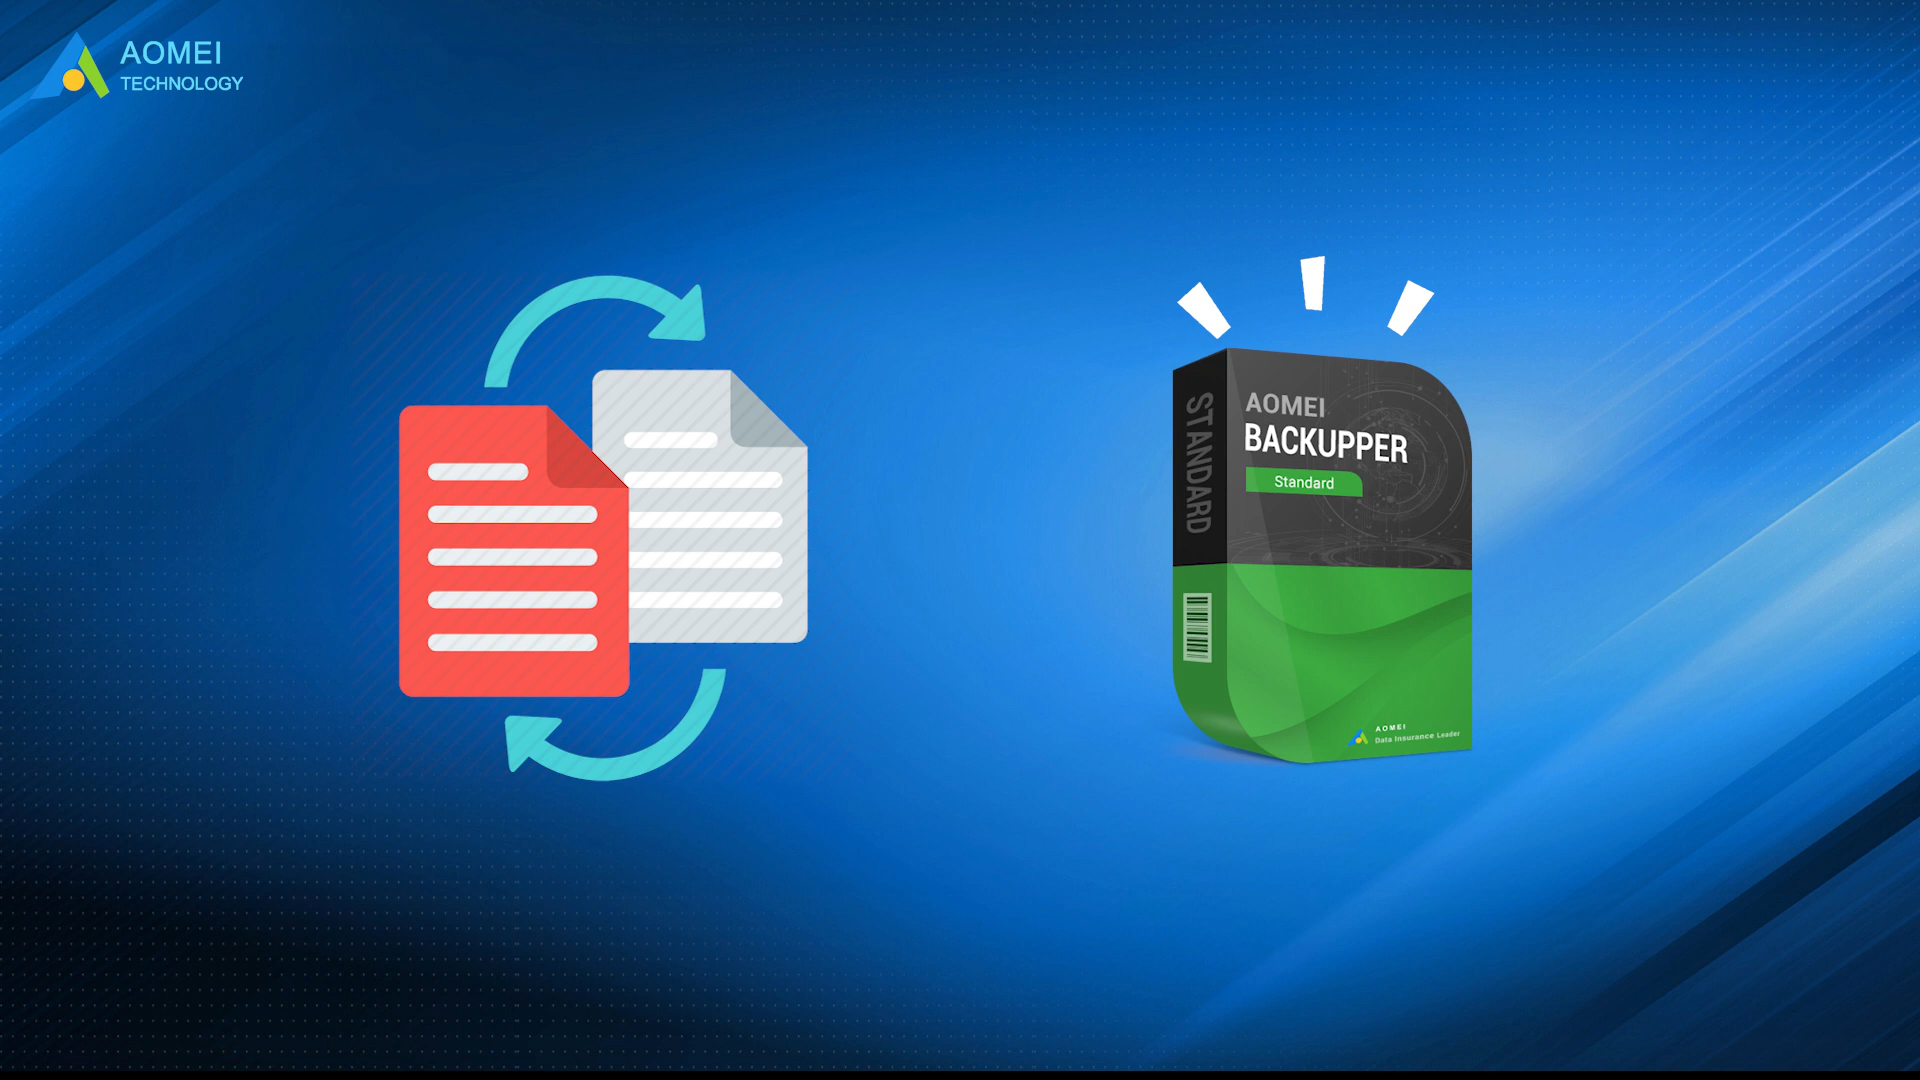 AOMEI
TECHNOLOGY
STANDARD
AOMEI
BACKUPPER
Standard
AOMEI
Data Insurance Leader